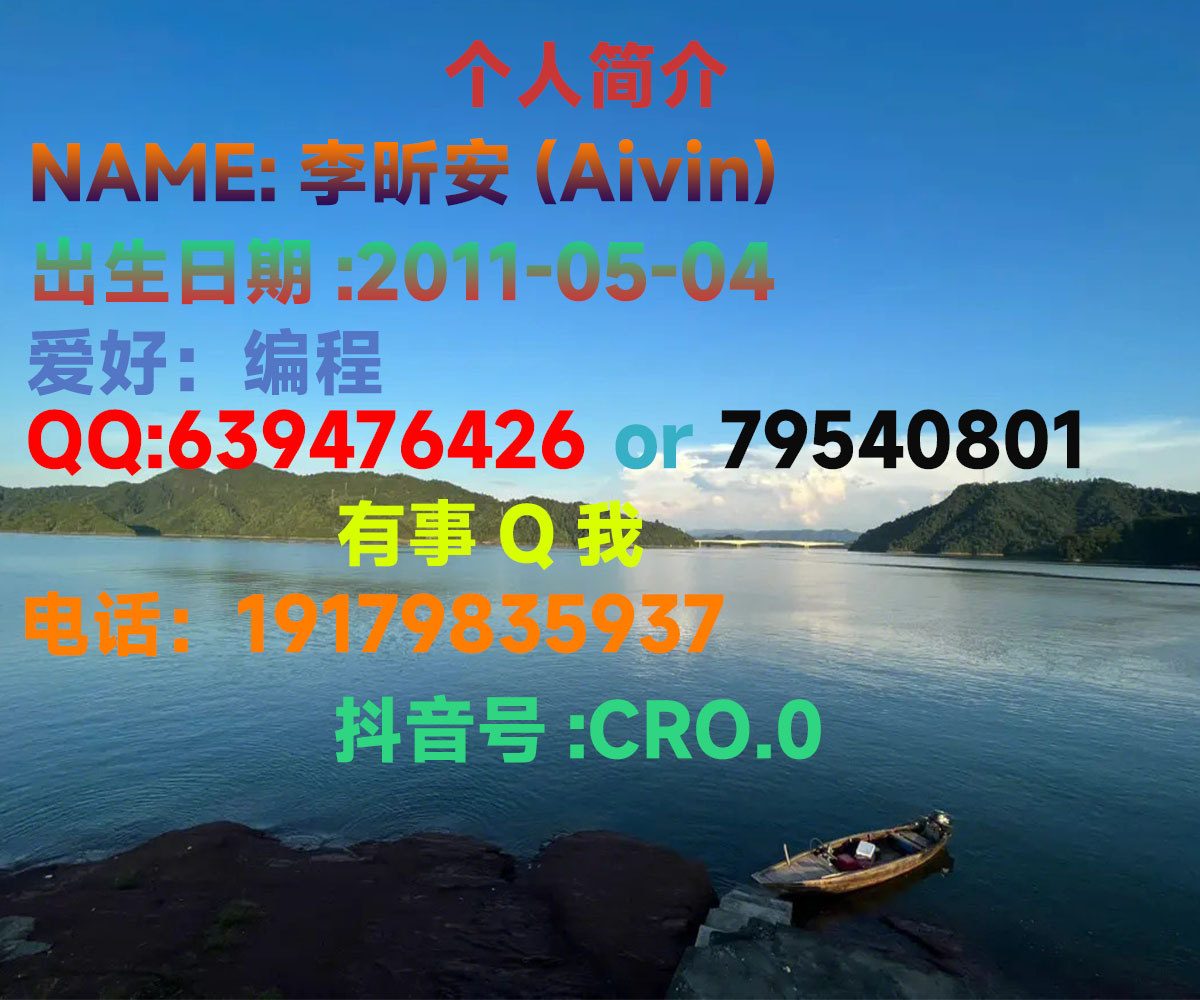 个人简介
NAME: 李昕安 (Aivin)
出生日期 :2011-05-04
爱好：编程
QQ:639476426 or 79540801
有事 Q 我
电话：19179835937
抖音号 :CRO.0